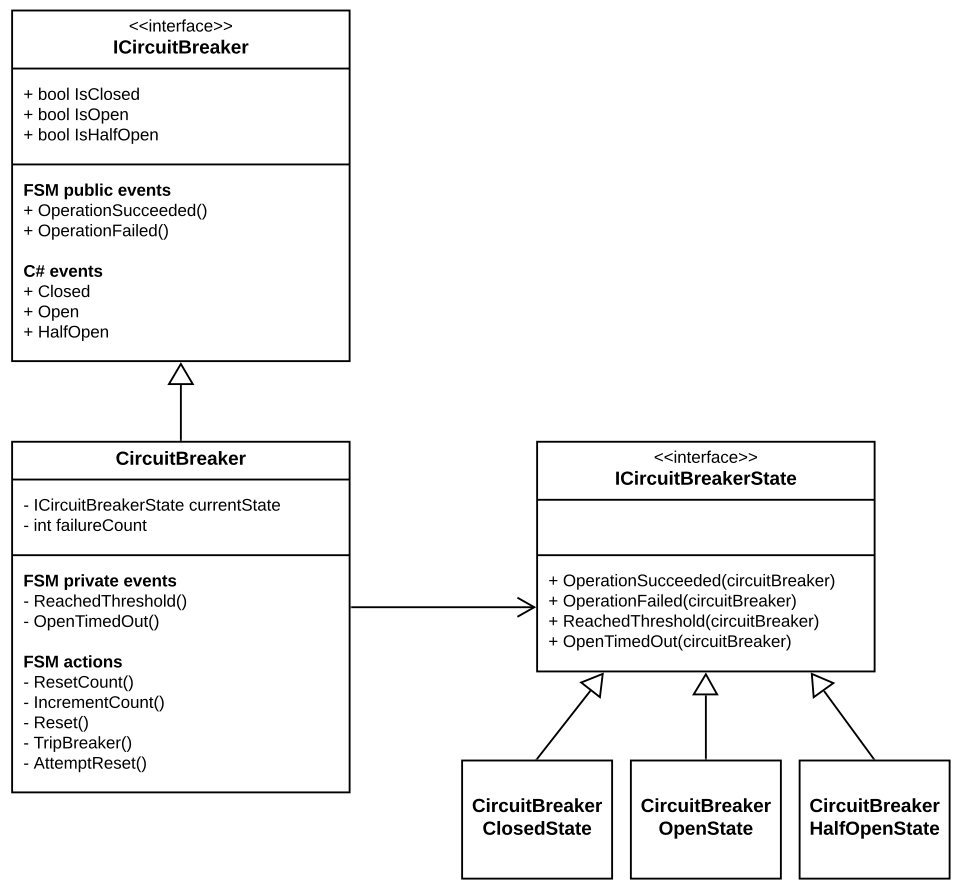 <<interface>>
ICircuitBreaker
+ bool IsClosed
+ bool IsOpen
+ bool IsHalfOpen
FSM public events
+ OperationSucceeded()
+ OperationFailed()
C# events
+ Closed
+ Open
+ HalfOpen
CircuitBreaker
- ICircuitBreakerState currentState
- int failureCount
FSM private events
- ReachedThreshold()
- OpenTimedOut()
FSM actions
- ResetCount()
- IncrementCount()
- Reset()
- TripBreaker()
- AttemptReset()
<<interface>>
ICircuitBreakerState
+ OperationSucceeded(circuitBreaker)
+ OperationFailed(circuitBreaker)
+ ReachedThreshold(circuitBreaker)
+ OpenTimedOut(circuitBreaker)
CircuitBreaker
ClosedState
CircuitBreaker
OpenState
CircuitBreaker
HalfOpenState